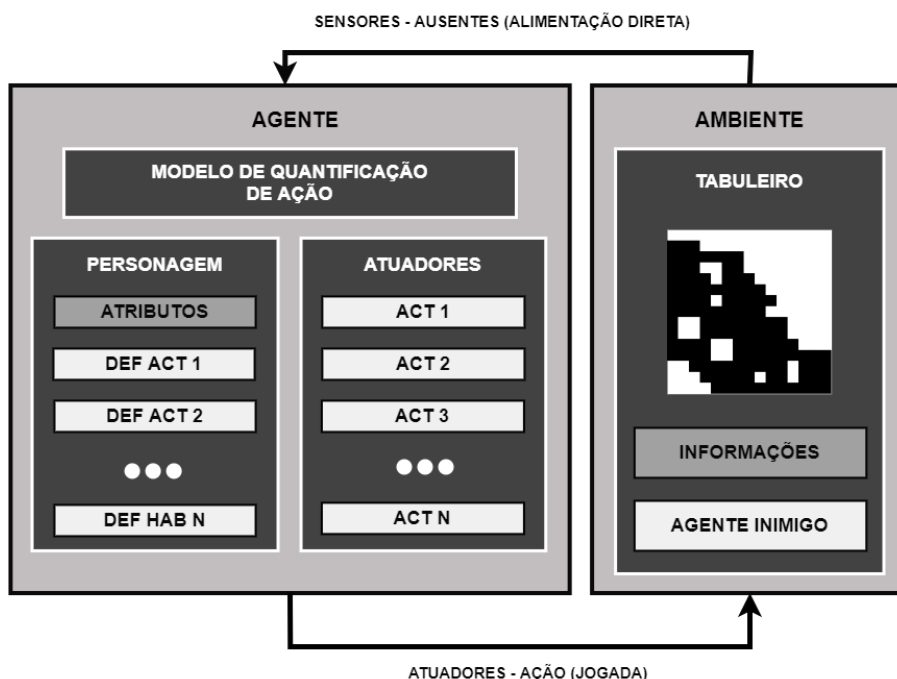 SENSORES - AUSENTES (ALIMENTAÇÃO DIRETA)
AGENTE
MODELO DE QUANTIFICAÇÃO
DE AÇÃO
PERSONAGEM
ATRIBUTOS
DEF ACT 1
DEF ACT 2
DEF HAB N
ATUADORES
ACT 1
ACT 2
ACT 3
ACT N
AMBIENTE
TABULEIRO
INFORMAÇÕES
AGENTE INIMIGO
ATUADORES - AÇÃO (JOGADA)